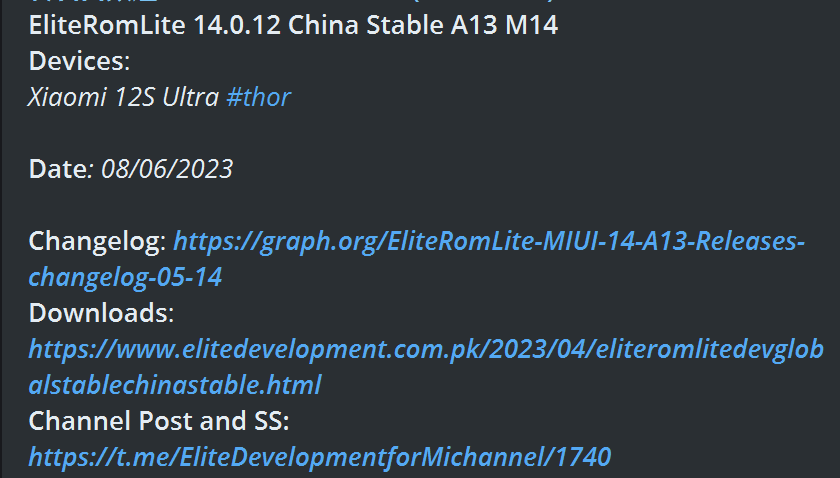 EliteRomLite 14.0.12 China Stable A13 M14
Devices:
Xiaomi 12S Ultra #thor
Date: 08/06/2023
Changelog: https://graph.org/EliteRomLite-MIUI-14-A13-Releases-
changelog-05-14
Downloads:
https://www.elitedevelopment.com.pk/2023/04/eliteromlitedevglob
alstablechinastable.html
Channel Post and SS:
https://t.me/EliteDevelopmentforMichannel/1740